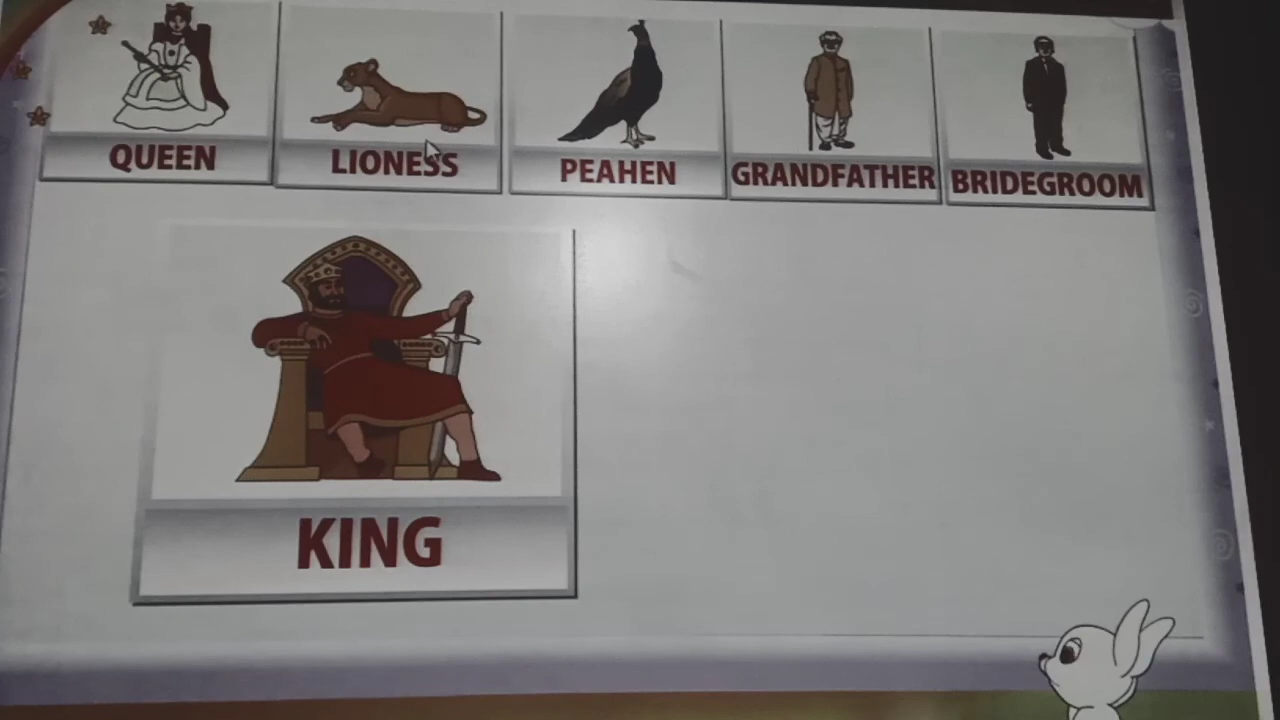 QUEEN
LIONESS
PEAHEN
GRANDFATHER
BRIDEGROOM
KING